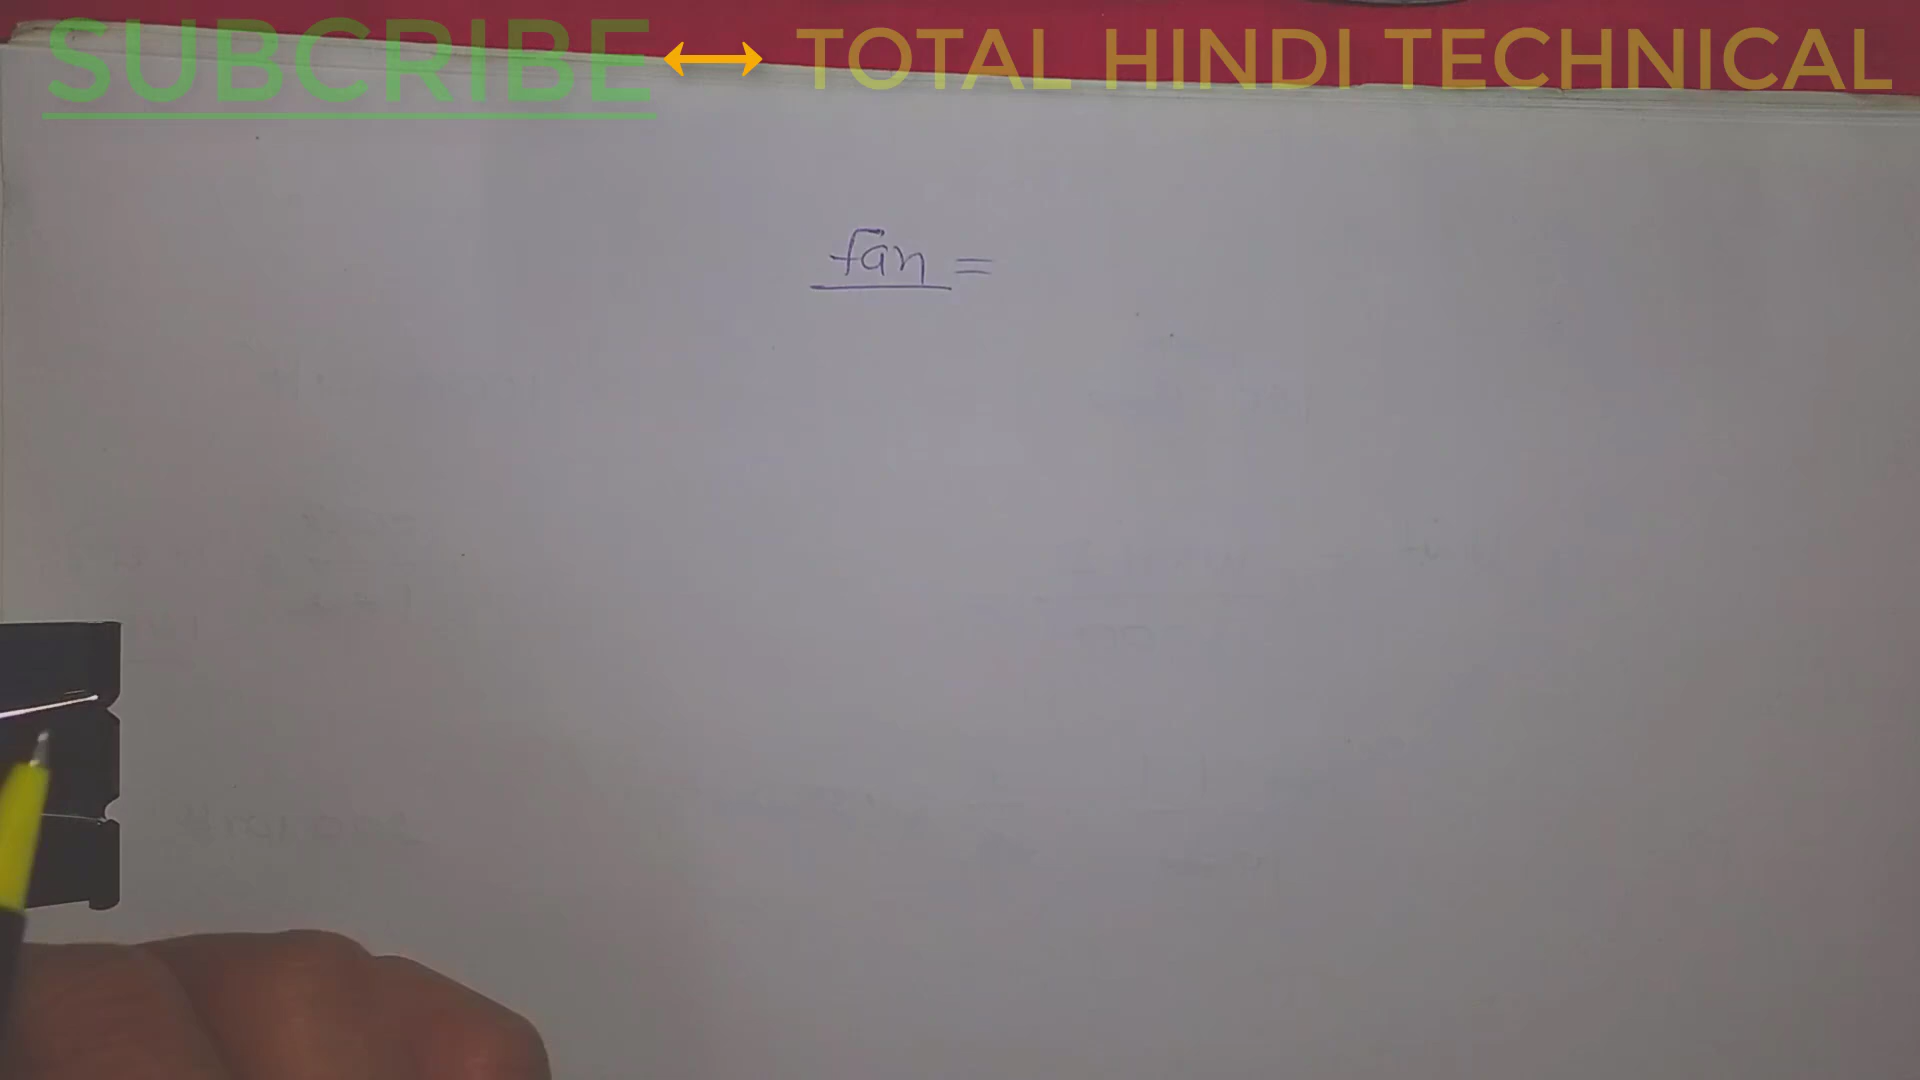 SUBCRIBE ↔ TOTAL HINDI TECHNICAL
fan =